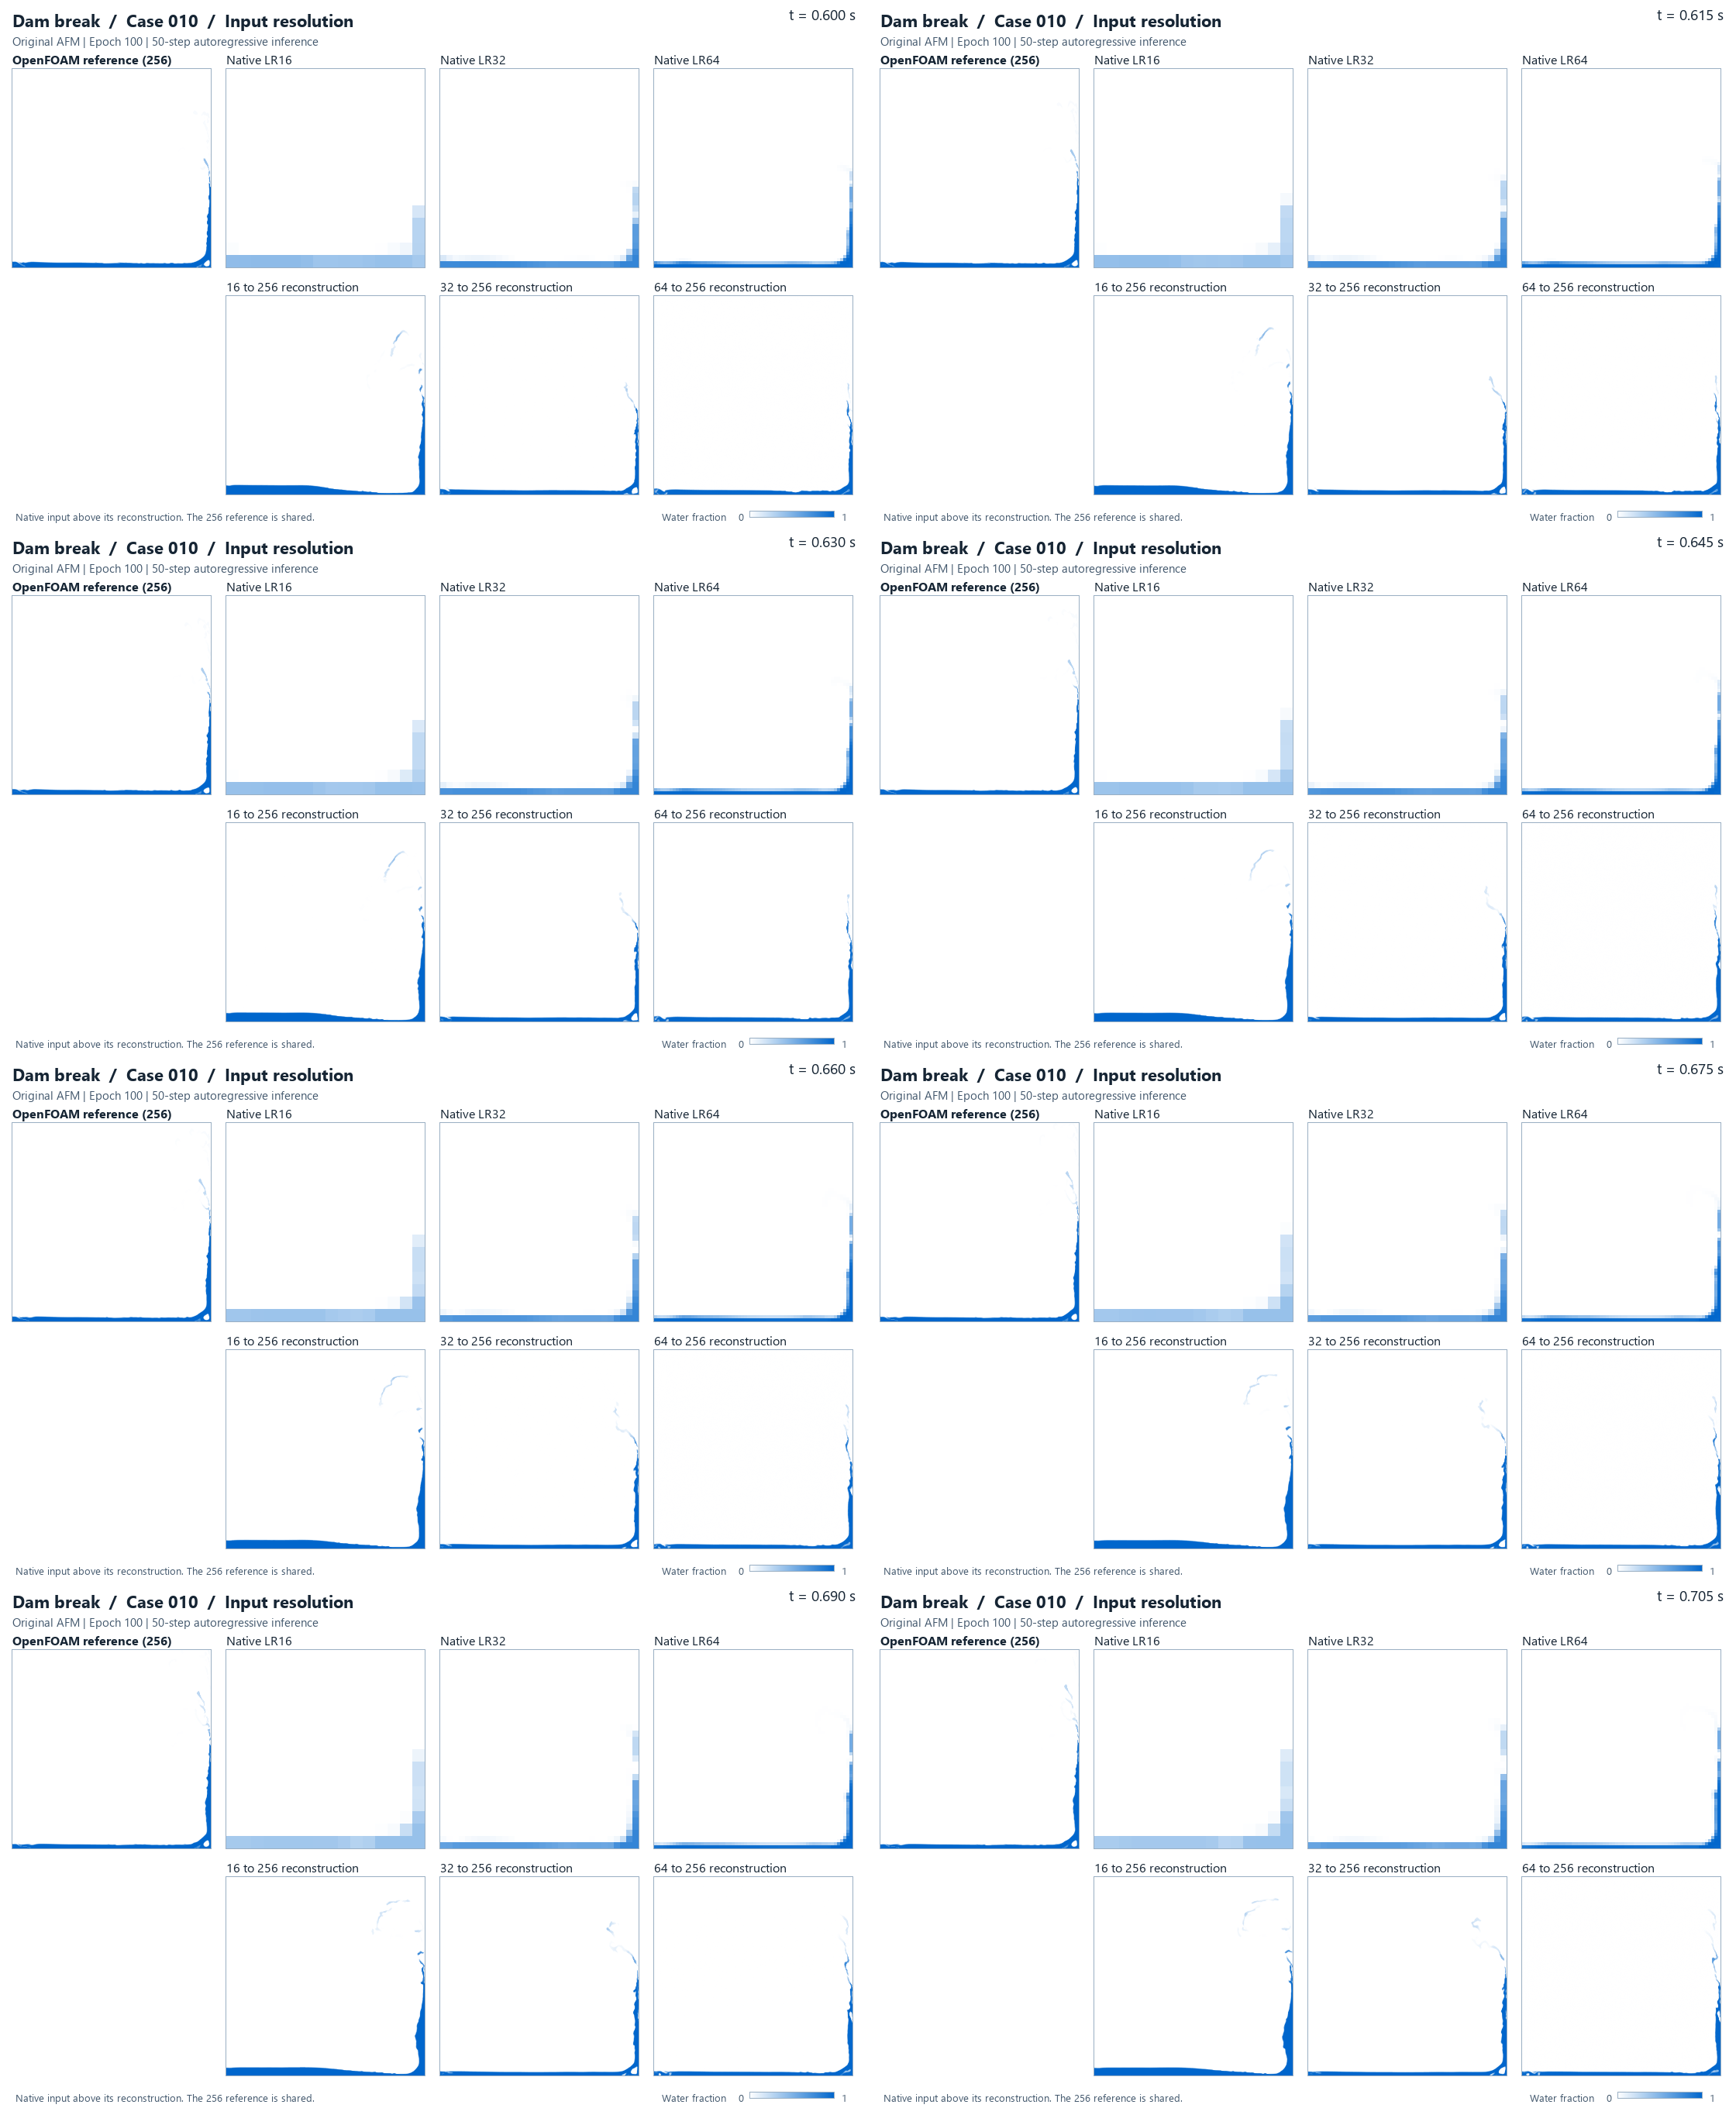 Dam break / Case 010 / Input resolution
t = 0.600 s
Original AFM | Epoch 100 | 50-step autoregressive inference
OpenFOAM reference (256)
Native LR16
Native LR32
Native LR64
16 to 256 reconstruction
32 to 256 reconstruction
64 to 256 reconstruction
Native input above its reconstruction. The 256 reference is shared.
Water fraction 0 1
Dam break / Case 010 / Input resolution
t = 0.615 s
Original AFM | Epoch 100 | 50-step autoregressive inference
OpenFOAM reference (256)
Native LR16
Native LR32
Native LR64
16 to 256 reconstruction
32 to 256 reconstruction
64 to 256 reconstruction
Native input above its reconstruction. The 256 reference is shared.
Water fraction 0 1
Dam break / Case 010 / Input resolution
t = 0.630 s
Original AFM | Epoch 100 | 50-step autoregressive inference
OpenFOAM reference (256)
Native LR16
Native LR32
Native LR64
16 to 256 reconstruction
32 to 256 reconstruction
64 to 256 reconstruction
Native input above its reconstruction. The 256 reference is shared.
Water fraction 0 1
Dam break / Case 010 / Input resolution
t = 0.645 s
Original AFM | Epoch 100 | 50-step autoregressive inference
OpenFOAM reference (256)
Native LR16
Native LR32
Native LR64
16 to 256 reconstruction
32 to 256 reconstruction
64 to 256 reconstruction
Native input above its reconstruction. The 256 reference is shared.
Water fraction 0 1
Dam break / Case 010 / Input resolution
t = 0.660 s
Original AFM | Epoch 100 | 50-step autoregressive inference
OpenFOAM reference (256)
Native LR16
Native LR32
Native LR64
16 to 256 reconstruction
32 to 256 reconstruction
64 to 256 reconstruction
Native input above its reconstruction. The 256 reference is shared.
Water fraction 0 1
Dam break / Case 010 / Input resolution
t = 0.675 s
Original AFM | Epoch 100 | 50-step autoregressive inference
OpenFOAM reference (256)
Native LR16
Native LR32
Native LR64
16 to 256 reconstruction
32 to 256 reconstruction
64 to 256 reconstruction
Native input above its reconstruction. The 256 reference is shared.
Water fraction 0 1
Dam break / Case 010 / Input resolution
t = 0.690 s
Original AFM | Epoch 100 | 50-step autoregressive inference
OpenFOAM reference (256)
Native LR16
Native LR32
Native LR64
16 to 256 reconstruction
32 to 256 reconstruction
64 to 256 reconstruction
Native input above its reconstruction. The 256 reference is shared.
Water fraction 0 1
Dam break / Case 010 / Input resolution
t = 0.705 s
Original AFM | Epoch 100 | 50-step autoregressive inference
OpenFOAM reference (256)
Native LR16
Native LR32
Native LR64
16 to 256 reconstruction
32 to 256 reconstruction
64 to 256 reconstruction
Native input above its reconstruction. The 256 reference is shared.
Water fraction 0 1